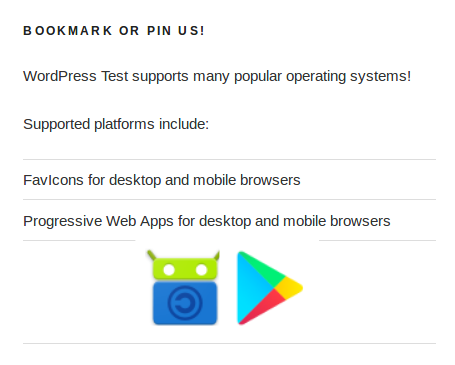 BOOKMARK OR PIN US!
WordPress Test supports many popular operating systems!
Supported platforms include:
FavIcons for desktop and mobile browsers
Progressive Web Apps for desktop and mobile browsers